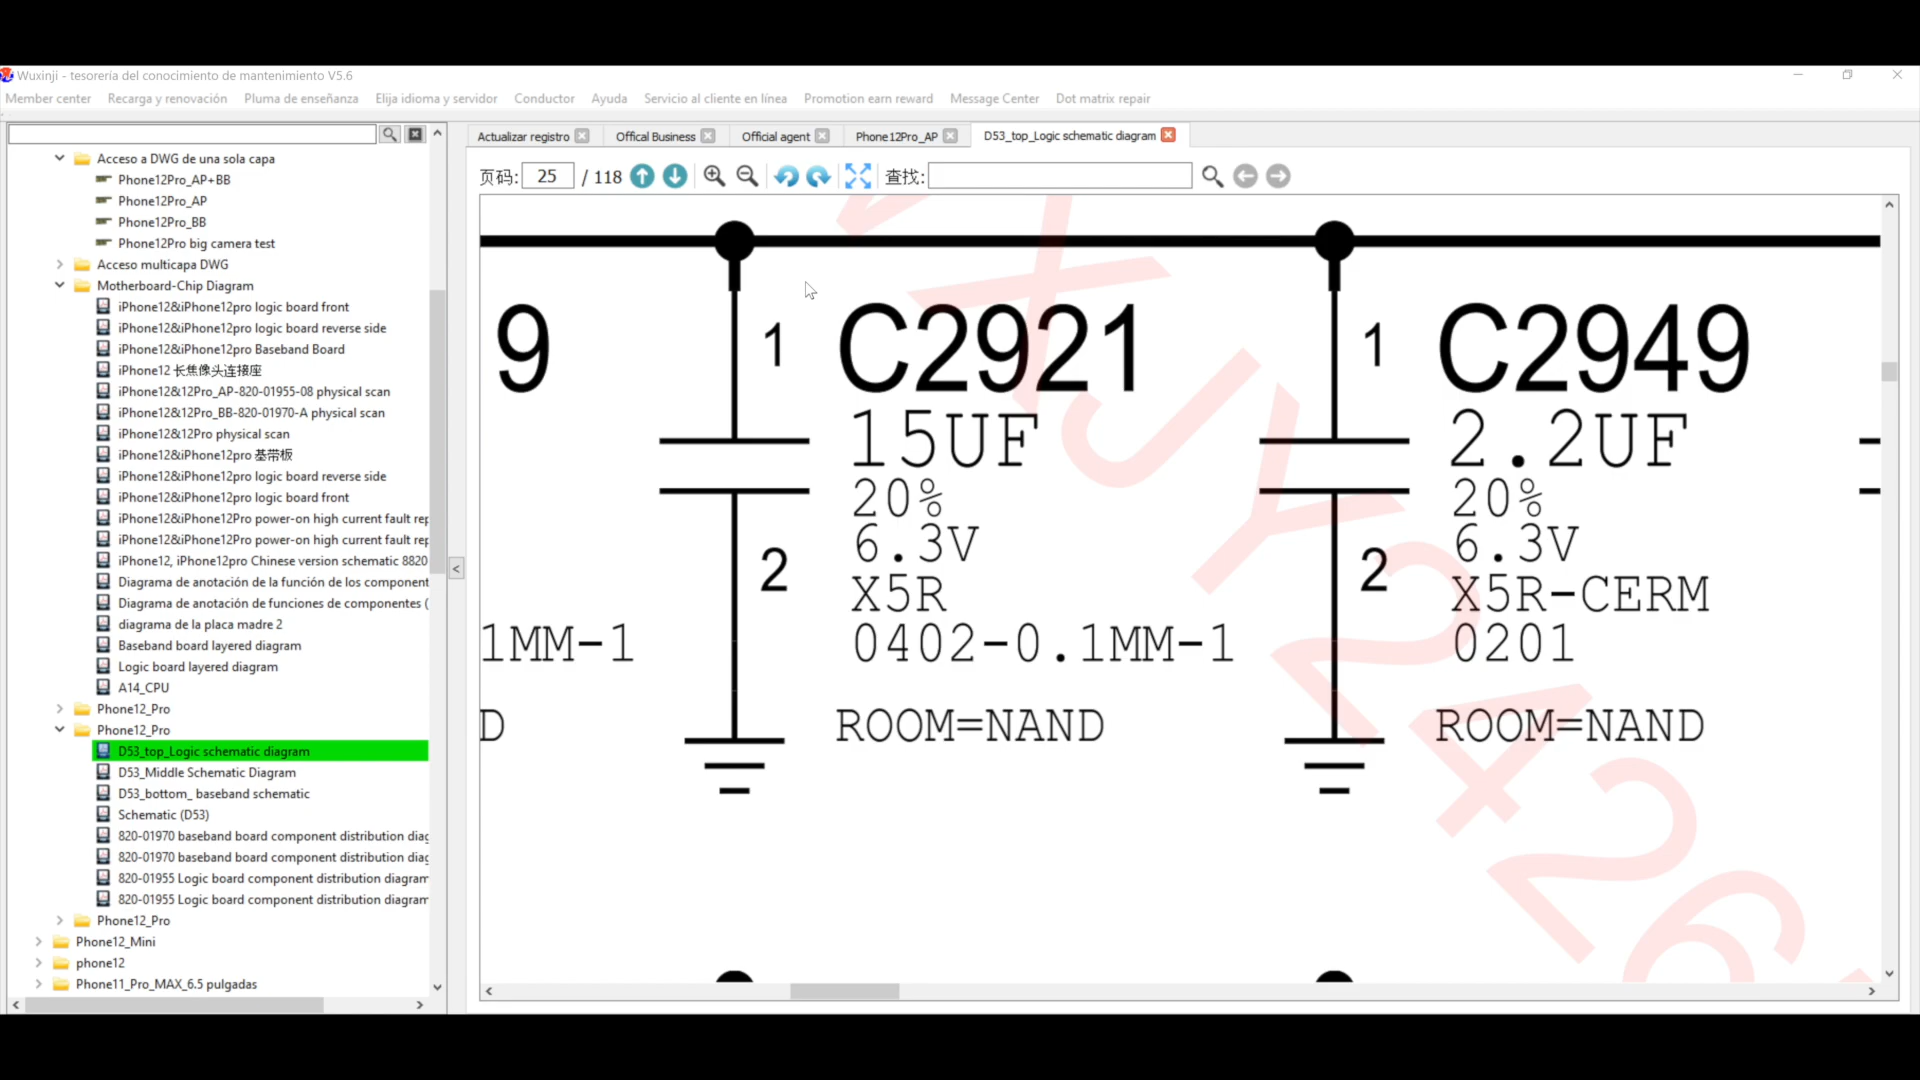 Wuxinji - tesorería del conocimiento de mantenimiento V5.6
Member center Recarga y renovación Pluma de enseñanza Elija idioma y servidor Conductor Ayuda Servicio al cliente en línea Promotion earn reward Message Center Dot matrix repair
Actualizar registro Offical Business Official agent Phone12Pro_AP D53_top_Logic schematic diagram
页码: 25 / 118 查找:
Acceso a DWG de una sola capa
Phone12Pro_AP+BB
Phone12Pro_AP
Phone12Pro_BB
Phone12Pro big camera test
Acceso multicapa DWG
Motherboard-Chip Diagram
iPhone12&iPhone12pro logic board front
iPhone12&iPhone12pro logic board reverse side
iPhone12&iPhone12pro Baseband Board
iPhone12 长焦像头连接座
iPhone12&12Pro_AP-820-01955-08 physical scan
iPhone12&12Pro_BB-820-01970-A physical scan
iPhone12&12Pro physical scan
iPhone12&iPhone12pro 基带板
iPhone12&iPhone12pro logic board reverse side
iPhone12&iPhone12pro logic board front
iPhone12&iPhone12Pro power-on high current fault rep
iPhone12&iPhone12Pro power-on high current fault rep
iPhone12, iPhone12pro Chinese version schematic 8820
Diagrama de anotación de la función de los component
Diagrama de anotación de funciones de componentes (
diagrama de la placa madre 2
Baseband board layered diagram
Logic board layered diagram
A14_CPU
Phone12_Pro
Phone12_Pro
D53_top_Logic schematic diagram
D53_Middle Schematic Diagram
D53_bottom_ baseband schematic
Schematic (D53)
820-01970 baseband board component distribution diag
820-01970 baseband board component distribution diag
820-01955 Logic board component distribution diagram
820-01955 Logic board component distribution diagram
Phone12_Pro
Phone12_Mini
phone12
Phone11_Pro_MAX_6.5 pulgadas
9
1MM-1
D
1
2
C2921
15UF
20%
6.3V
X5R
0402-0.1MM-1
ROOM=NAND
1
2
C2949
2.2UF
20%
6.3V
X5R-CERM
0201
ROOM=NAND
XJY2426